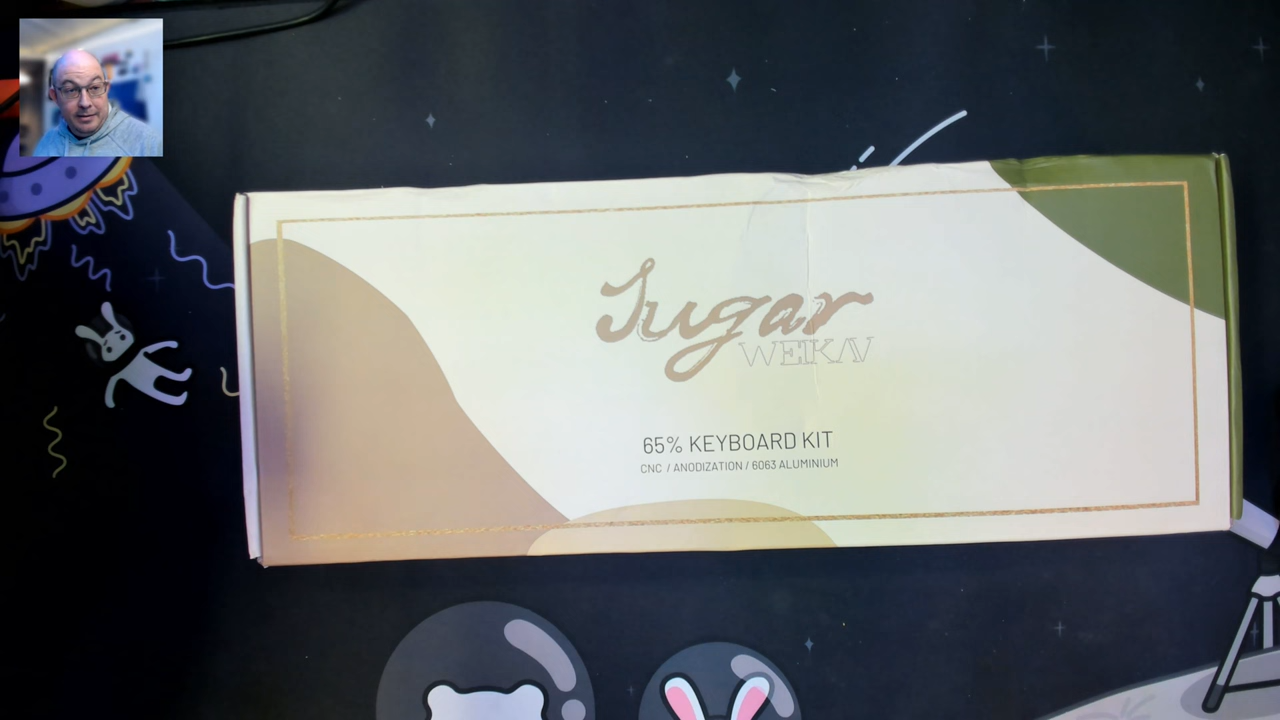 Sugar
WEIKAV
65% KEYBOARD KIT
CNC / ANODIZATION / 6063 ALUMINIUM